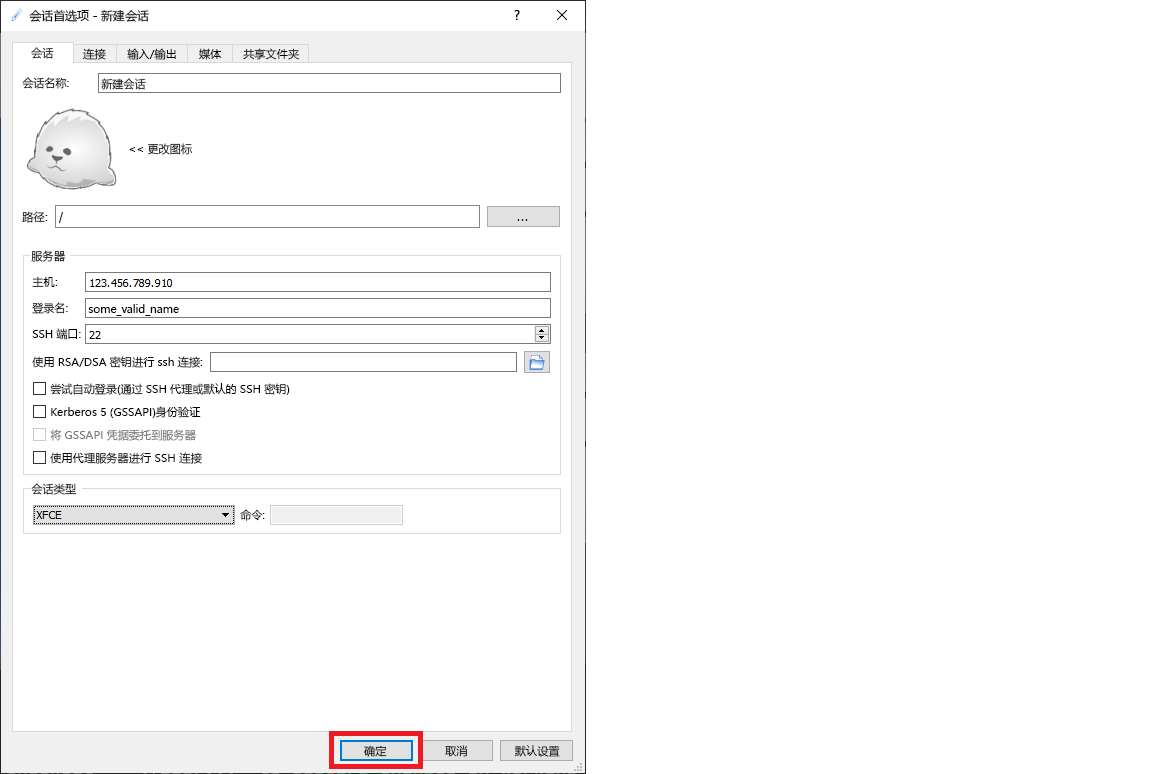 会话首选项 - 新建会话 ?
会话 连接 输入/输出 媒体 共享文件夹
会话名称: 新建会话
<< 更改图标
路径: / ...
服务器
主机: 123.456.789.910
登录名: some_valid_name
SSH 端口: 22
使用 RSA/DSA 密钥进行 ssh 连接:
尝试自动登录(通过 SSH 代理或默认的 SSH 密钥)
Kerberos 5 (GSSAPI)身份验证
将 GSSAPI 凭据委托到服务器
使用代理服务器进行 SSH 连接
会话类型
XFCE 命令:
确定 取消 默认设置